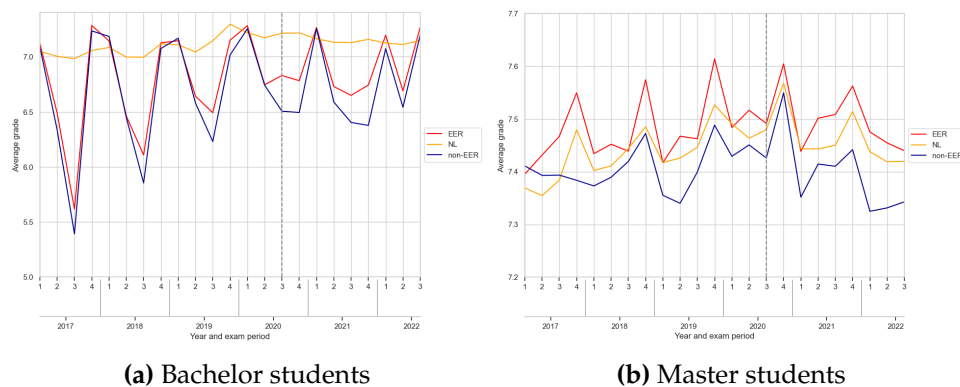 7.0
6.5
6.0
5.5
5.0
Average grade
1 2 3 4 1 2 3 4 1 2 3 4 1 2 3 4 1 2 3 4 1 2 3
2017 2018 2019 2020 2021 2022
Year and exam period
EER
NL
non-EER
(a) Bachelor students
7.7
7.6
7.5
7.4
7.3
7.2
Average grade
1 2 3 4 1 2 3 4 1 2 3 4 1 2 3 4 1 2 3 4 1 2 3
2017 2018 2019 2020 2021 2022
Year and exam period
EER
NL
non-EER
(b) Master students